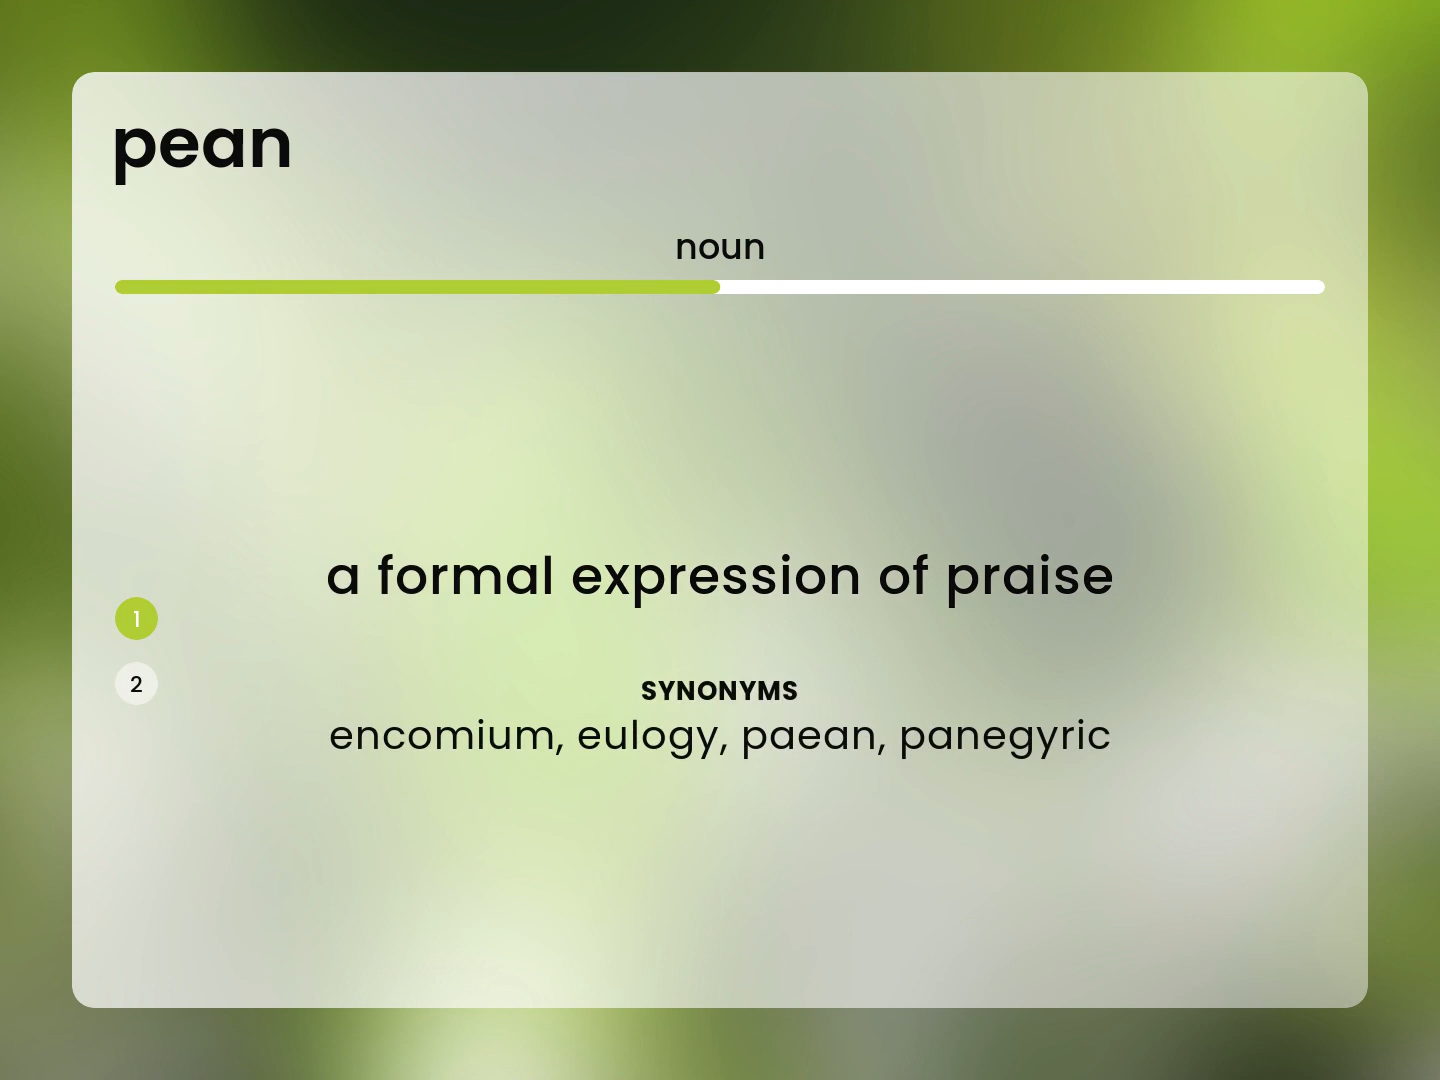 pean
noun
a formal expression of praise
1
2
SYNONYMS
encomium, eulogy, paean, panegyric